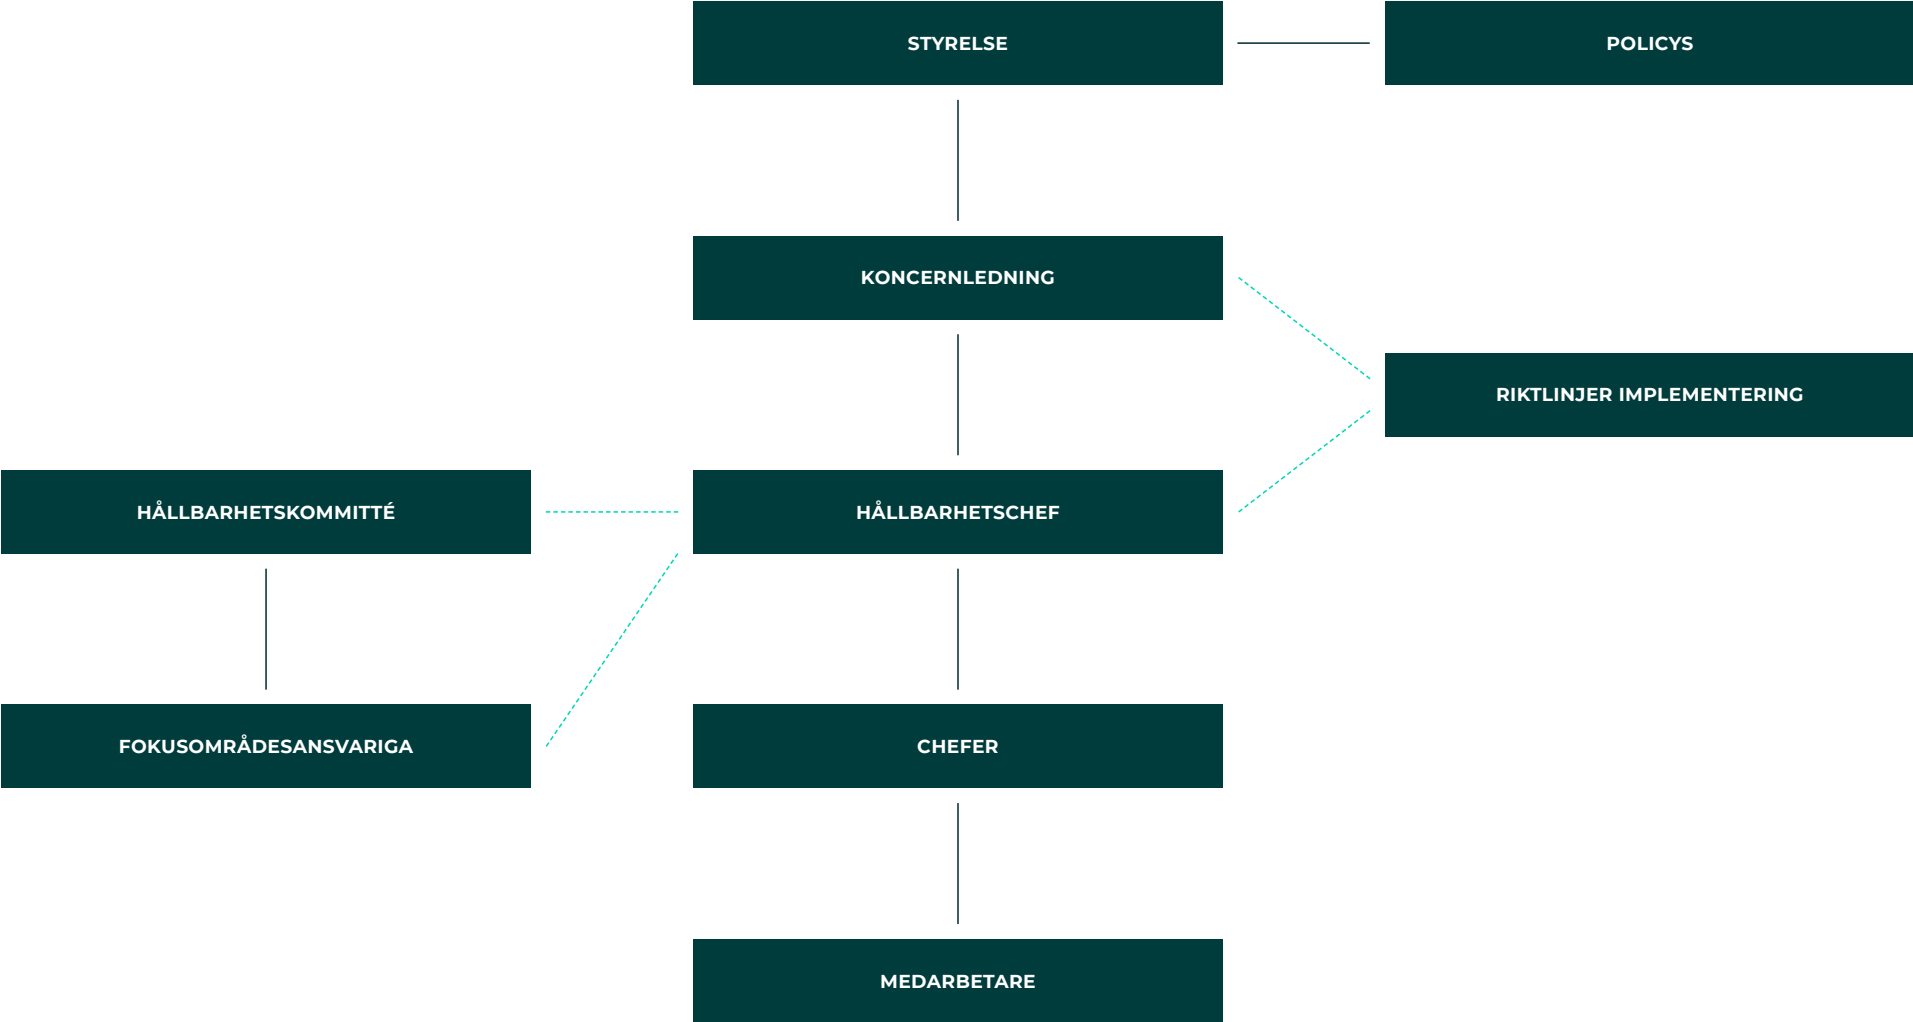 STYRELSE
POLICYS
KONCERNLEDNING
RIKTLINJER IMPLEMENTERING
HÅLLBARHETSKOMMITTÉ
HÅLLBARHETSCHEF
FOKUSOMRÅDESANSVARIGA
CHEFER
MEDARBETARE